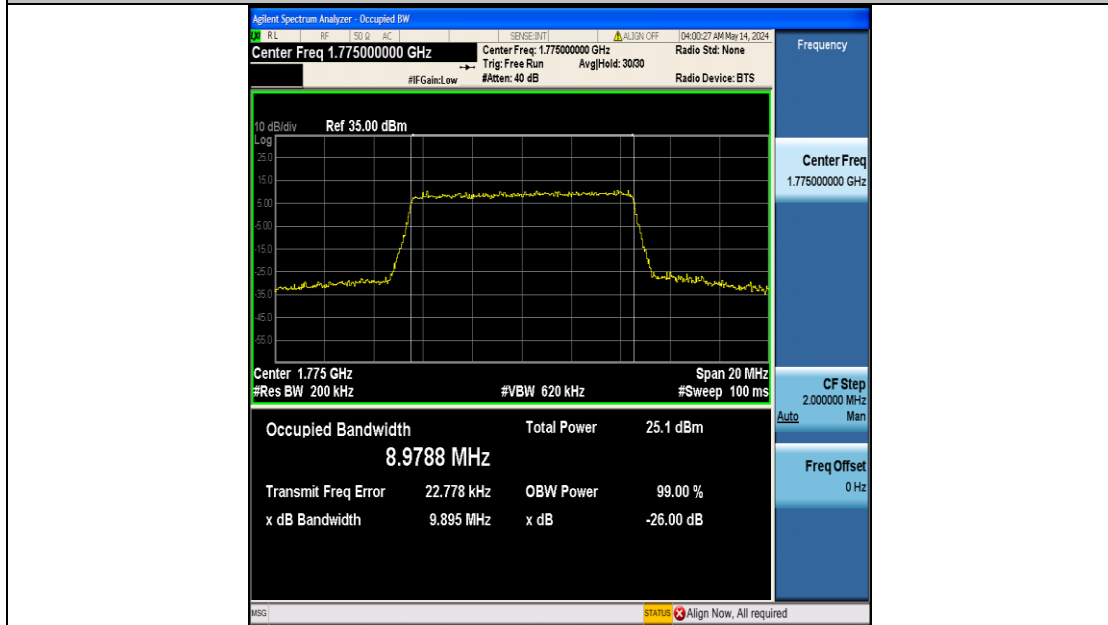 Agilent Spectrum Analyzer - Occupied BW
RL RF 50 Ω AC SENSE:INT ALIGN OFF 04:00:27 AM May 14, 2024
Center Freq 1.775000000 GHz
Center Freq: 1.775000000 GHz Radio Std: None
Trig: Free Run Avg|Hold: 30/30
#IFGain:Low #Atten: 40 dB Radio Device: BTS
10 dB/div Ref 35.00 dBm
Log
25.0
15.0
5.00
-5.00
-15.0
-25.0
-35.0
-45.0
-55.0
Center 1.775 GHz Span 20 MHz
#Res BW 200 kHz #VBW 620 kHz #Sweep 100 ms
Occupied Bandwidth Total Power 25.1 dBm
8.9788 MHz
Transmit Freq Error 22.778 kHz OBW Power 99.00 %
x dB Bandwidth 9.895 MHz x dB -26.00 dB
Frequency
Center Freq
1.775000000 GHz
CF Step
2.000000 MHz
Auto Man
Freq Offset
0 Hz
MSG STATUS Align Now, All required